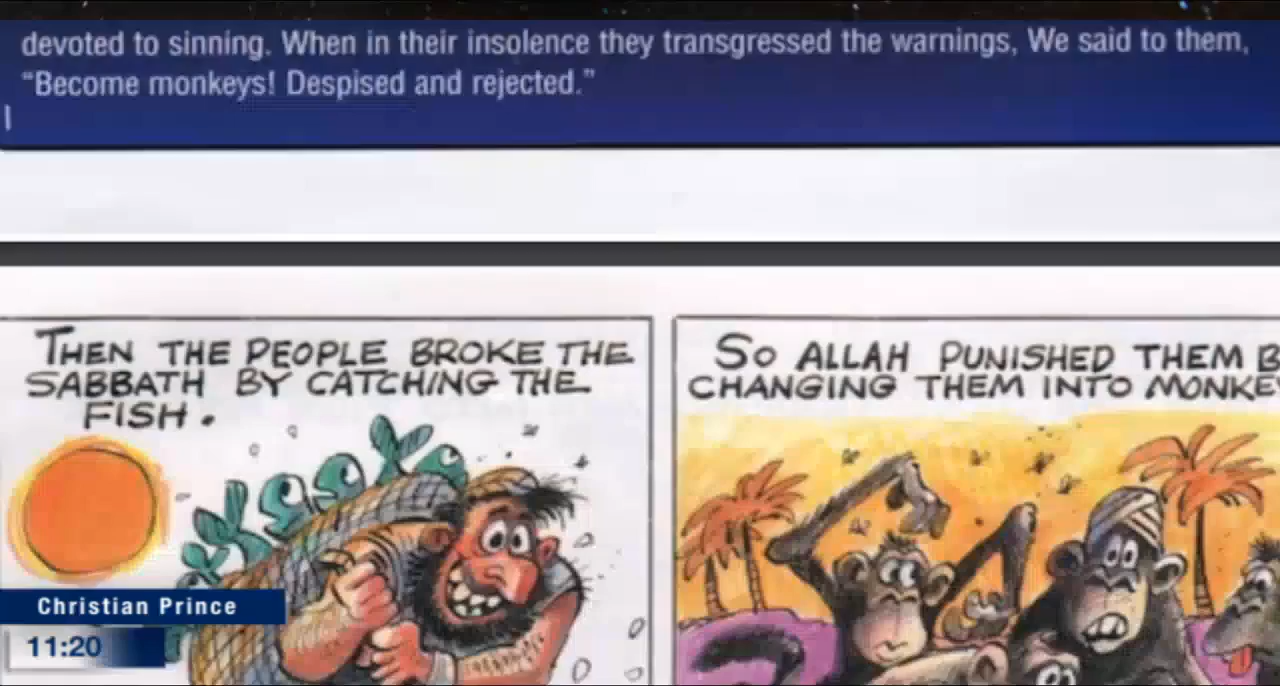 devoted to sinning. When in their insolence they transgressed the warnings, We said to them,
“Become monkeys! Despised and rejected.”
THEN THE PEOPLE BROKE THE
SABBATH BY CATCHING THE
FISH.
SO ALLAH PUNISHED THEM B
CHANGING THEM INTO MONKE
Christian Prince
11:20